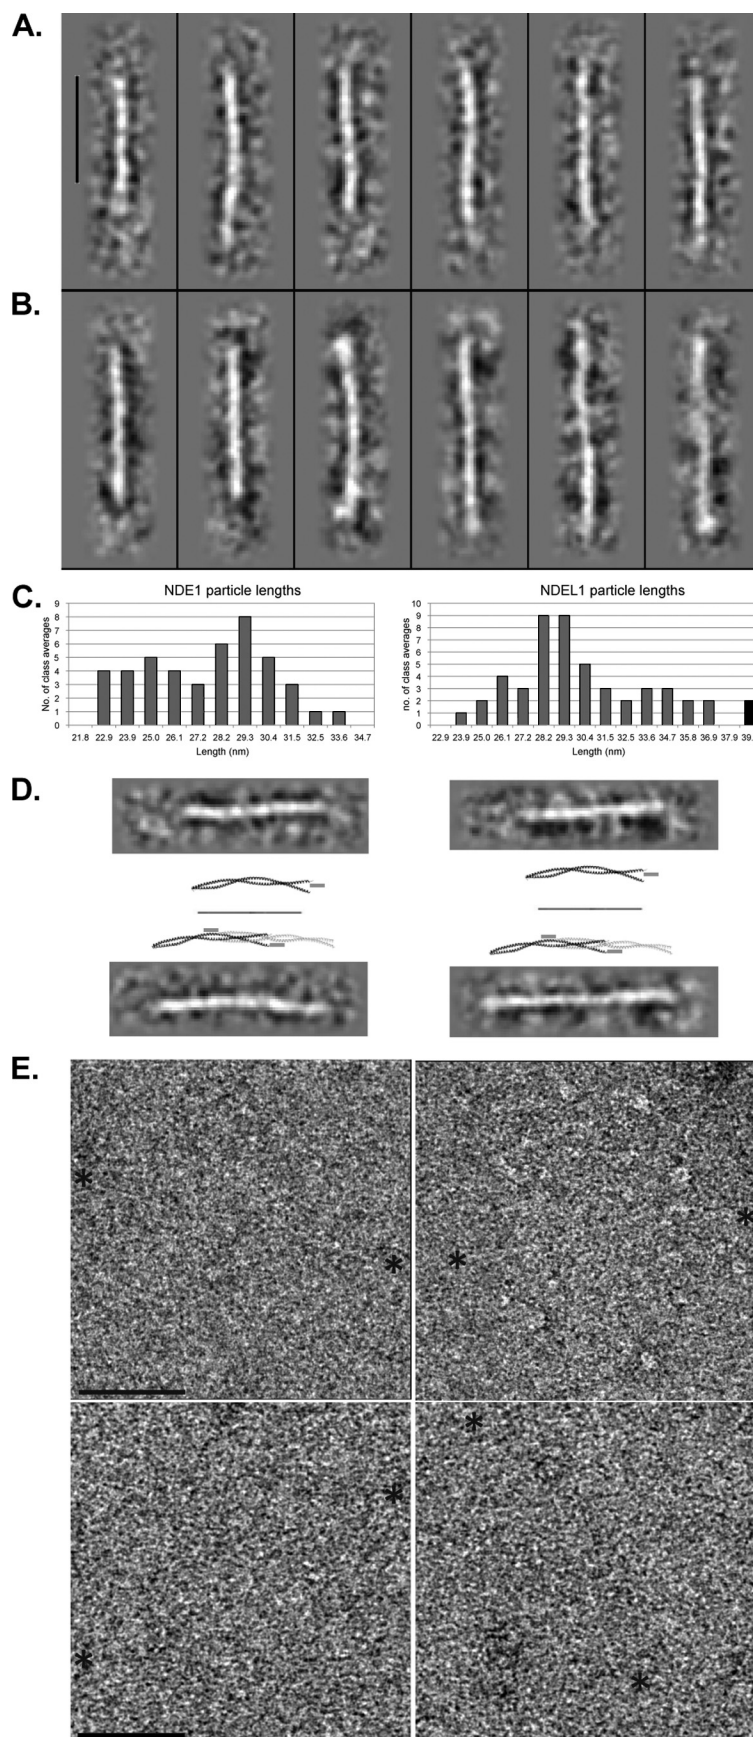 A.
B.
C.
NDE1 particle lengths
No. of class averages
9
8
7
6
5
4
3
2
1
0
21.8 22.9 23.9 25.0 26.1 27.2 28.2 29.3 30.4 31.5 32.5 33.6 34.7
Length (nm)
NDEL1 particle lengths
no. of class averages
10
9
8
7
6
5
4
3
2
1
0
22.9 23.9 25.0 26.1 27.2 28.2 29.3 30.4 31.5 32.5 33.6 34.7 35.8 36.9 37.9 39.
Length (nm)
D.
E.
*
*
*
*
*
*
*
*